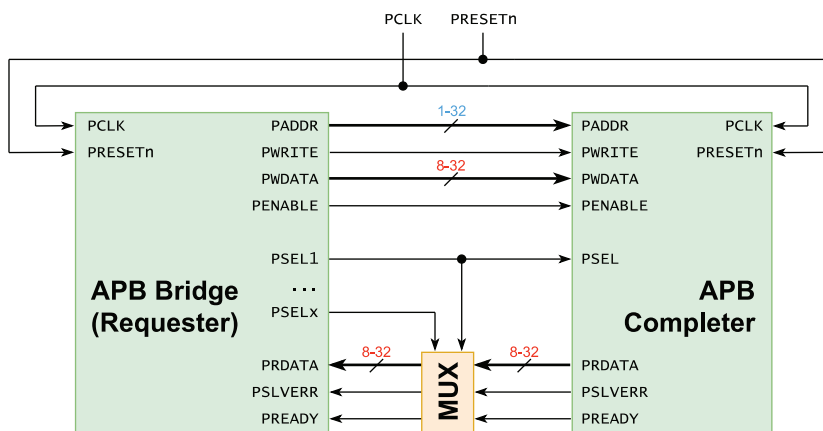 PCLK PRESETn
1-32
PCLK PADDR PADDR PCLK
PRESETn PWRITE PWRITE PRESETn
8-32
PWDATA PWDATA
PENABLE PENABLE
PSEL1 PSEL
APB Bridge ... APB
(Requester) PSELx Completer
8-32 8-32
PRDATA MUX PRDATA
PSLVERR PSLVERR
PREADY PREADY